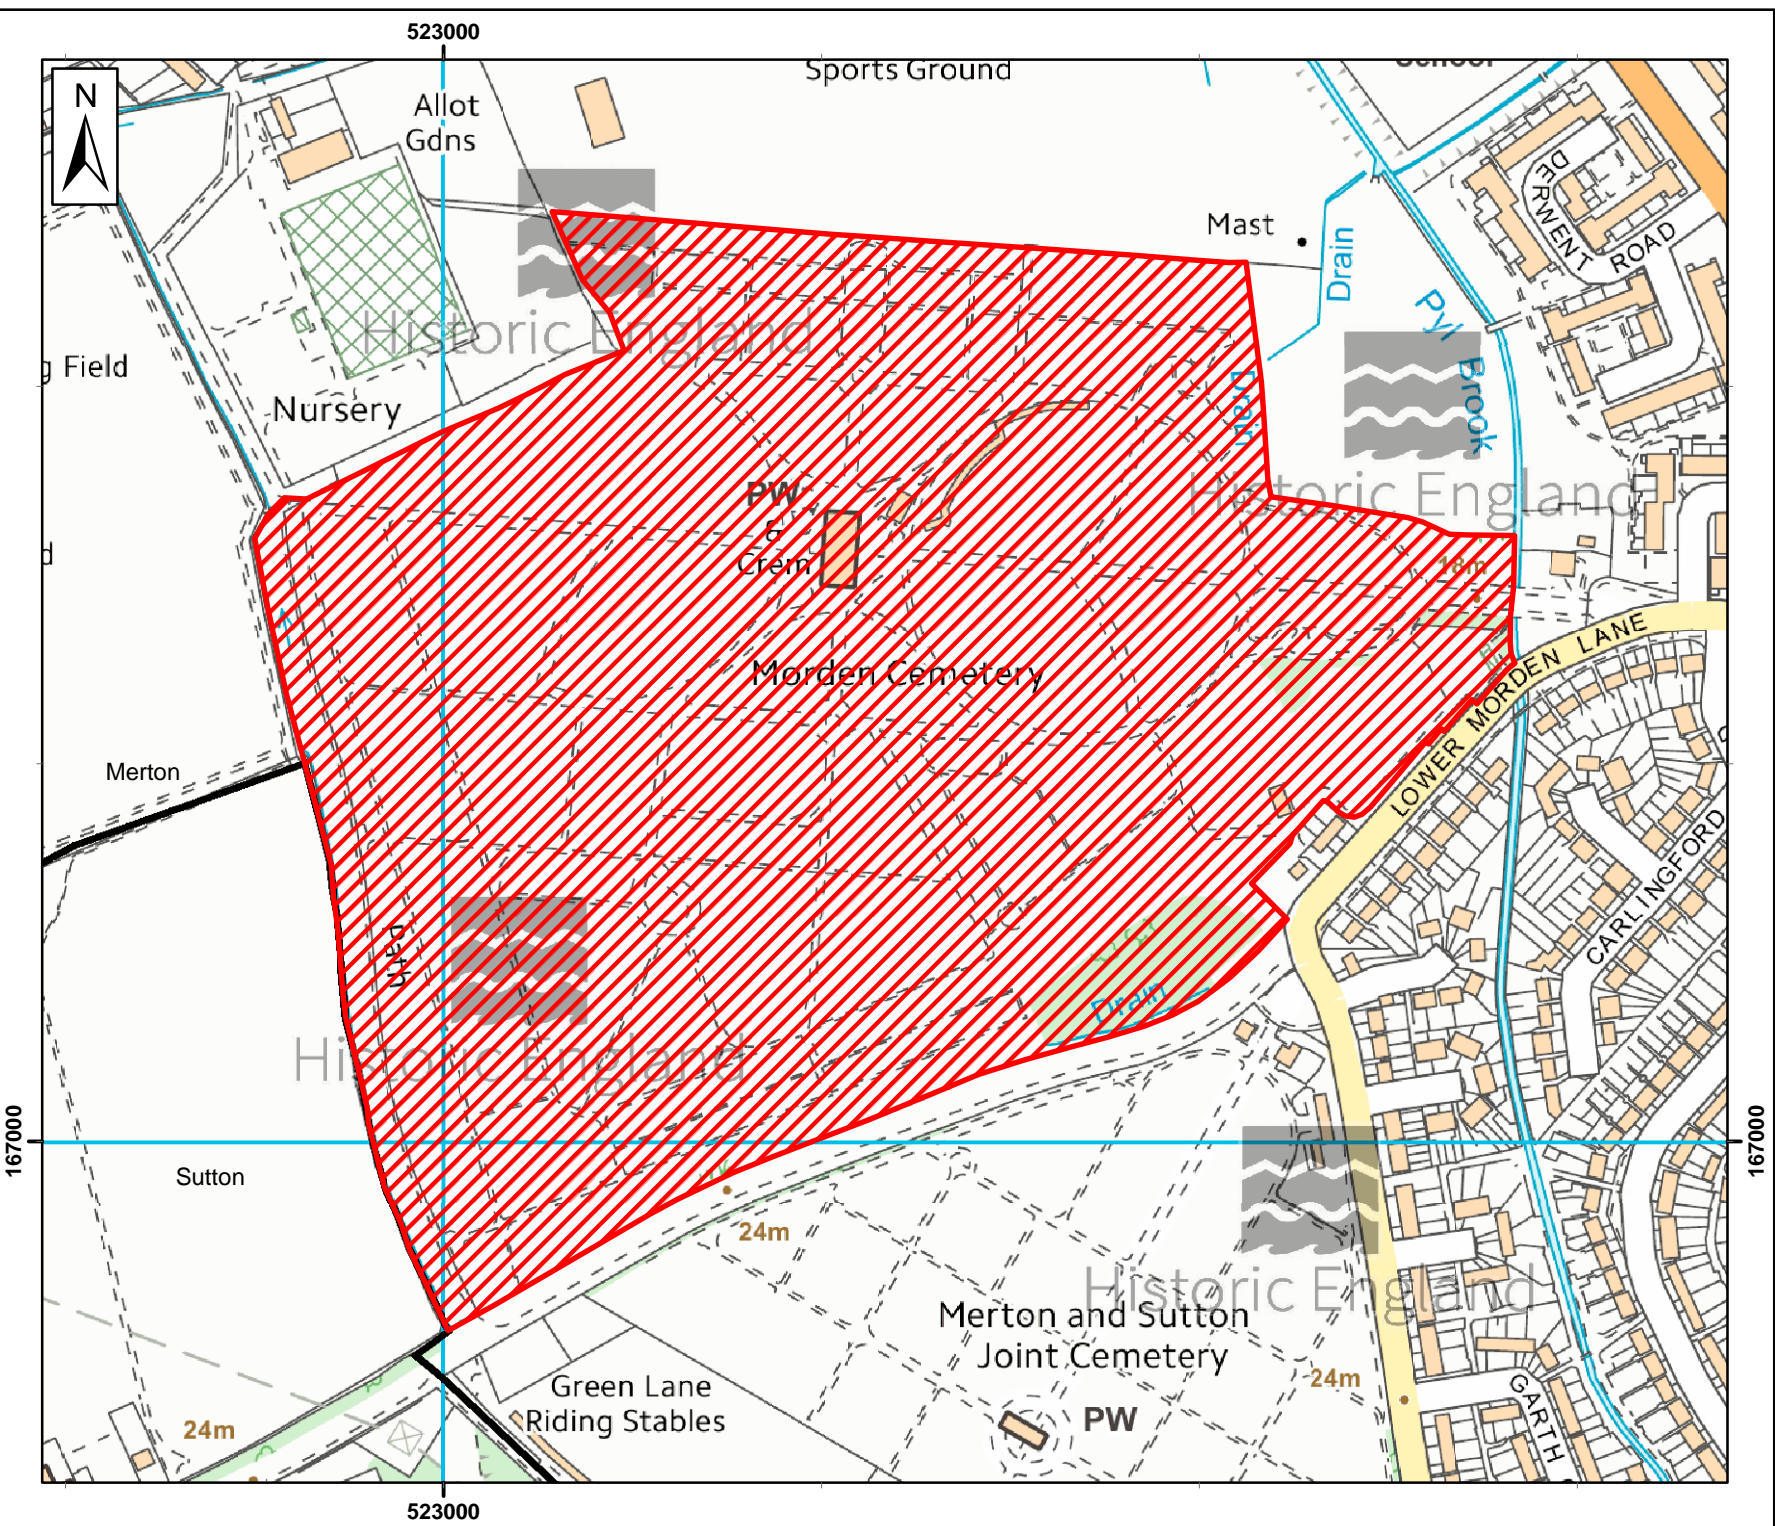 523000
N
Sports Ground
School
Allot
Gdns
DERWENT ROAD
Mast
Drain
Pyl Brook
Historic England
g Field
Nursery
Drain
Historic England
PW
&
Crem
18m
Morden Cemetery
LOWER MORDEN LANE
Merton
CARLINGFORD
Path
Drain
Historic England
167000
167000
Sutton
24m
Historic England
Merton and Sutton
Joint Cemetery
24m
Green Lane
Riding Stables
PW
GARTH
24m
523000